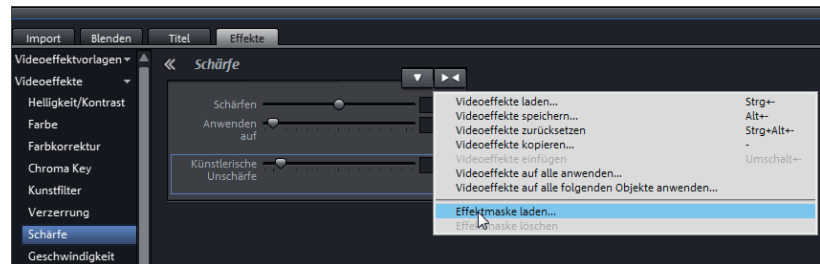 Import Blenden Titel Effekte
Videoeffektvorlagen
Videoeffekte
Helligkeit/Kontrast
Farbe
Farbkorrektur
Chroma Key
Kunstfilter
Verzerrung
Schärfe
Geschwindigkeit
Schärfe
Schärfen
Anwenden
auf
Künstlerische
Unschärfe
Videoeffekte laden... Strg+-
Videoeffekte speichern... Alt+-
Videoeffekte zurücksetzen Strg+Alt+-
Videoeffekte kopieren... -
Videoeffekte einfügen Umschalt+-
Videoeffekte auf alle anwenden...
Videoeffekte auf alle folgenden Objekte anwenden...
Effektmaske laden...
Effektmaske löschen